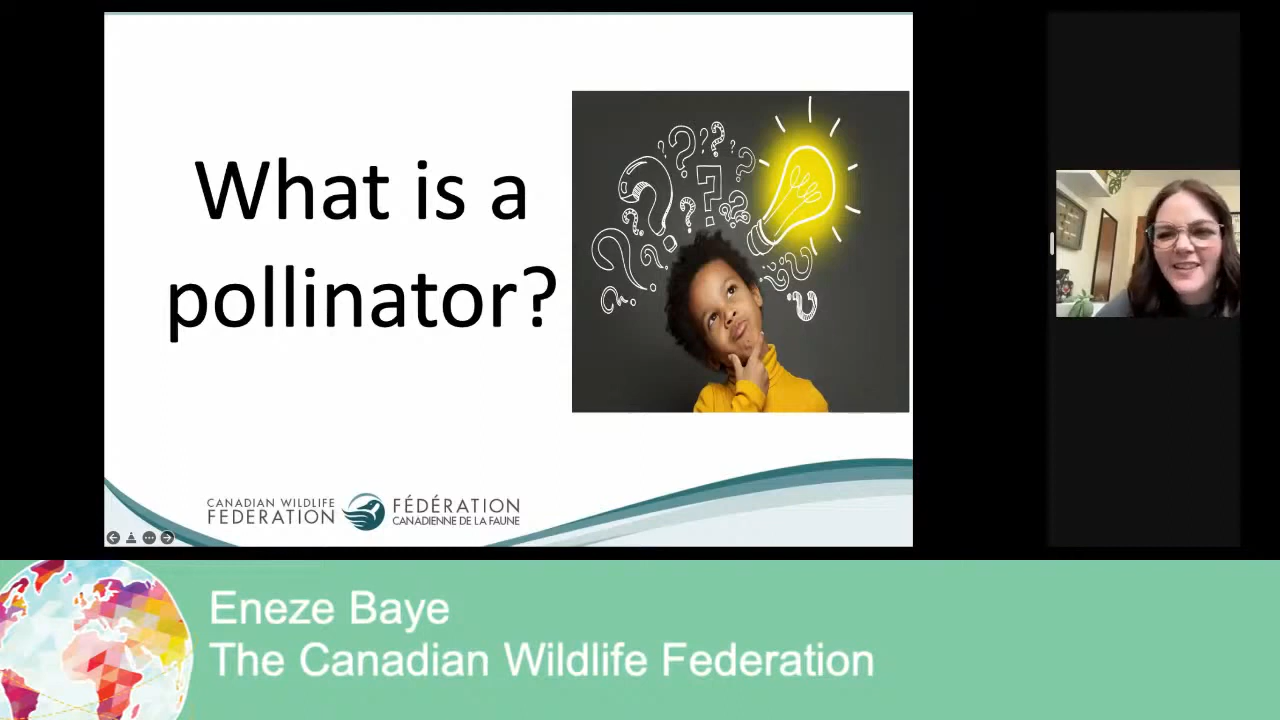 What is a
pollinator?
CANADIAN WILDLIFE
FEDERATION
FÉDÉRATION
CANADIENNE DE LA FAUNE
Eneze Baye
The Canadian Wildlife Federation